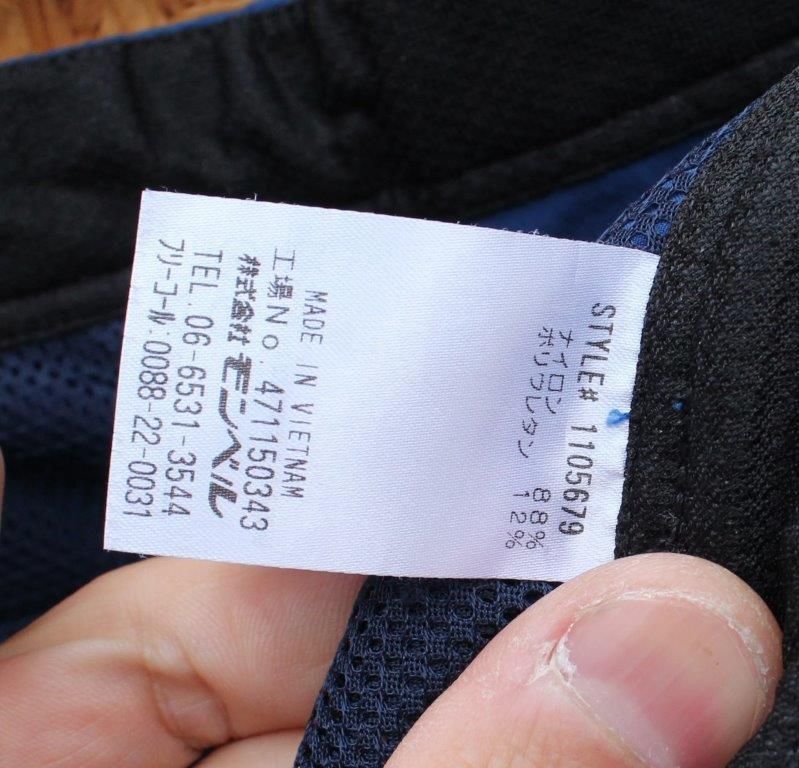 STYLE# 1105679
ナイロン 88%
ポリウレタン 12%
MADE IN VIETNAM
工場No. 471150343
株式会社 モンベル
TEL. 06-6531-3544
フリーコール:0088-22-0031